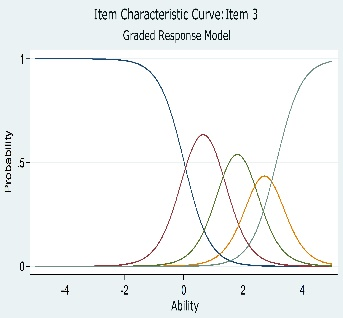 Item Characteristic Curve: Item 3
Graded Response Model
Probability
1
.5
0
-4
-2
0
2
4
Ability